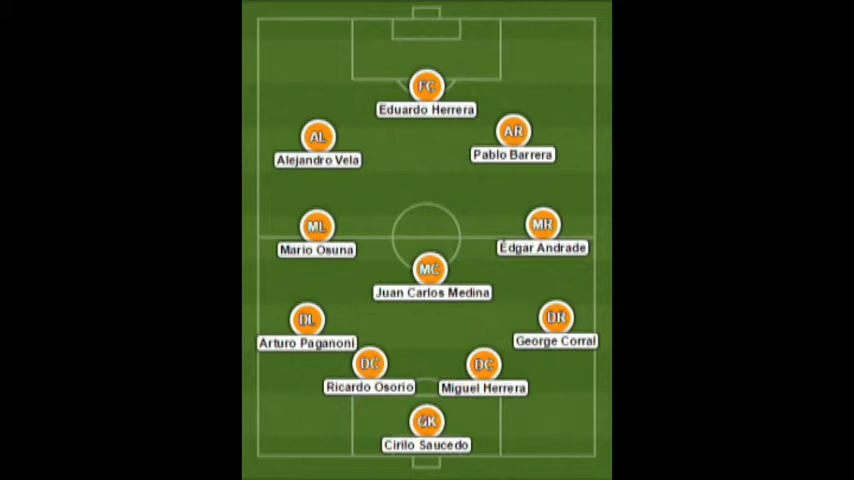 FC
Eduardo Herrera
AL
AR
Alejandro Vela
Pablo Barrera
ML
MR
Mario Osuna
Édgar Andrade
MC
Juan Carlos Medina
DL
DR
Arturo Paganoni
George Corral
DC
DC
Ricardo Osorio
Miguel Herrera
GK
Cirilo Saucedo